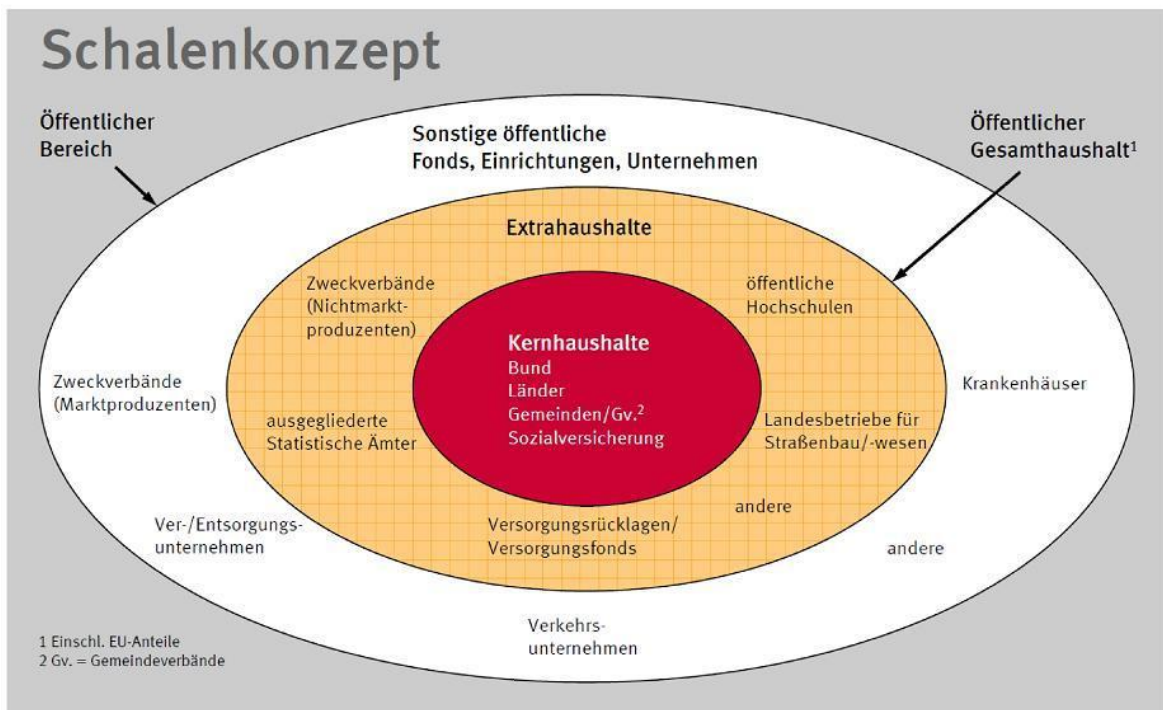 Schalenkonzept
Öffentlicher
Bereich
Sonstige öffentliche
Fonds, Einrichtungen, Unternehmen
Öffentlicher
Gesamthaushalt¹
Extrahaushalte
Zweckverbände
(Nichtmarkt-
produzenten)
öffentliche
Hochschulen
Kernhaushalte
Bund
Länder
Gemeinden/Gv.²
Sozialversicherung
Zweckverbände
(Marktproduzenten)
Krankenhäuser
ausgegliederte
Statistische Ämter
Landesbetriebe für
Straßenbau/-wesen
andere
Ver-/Entsorgungs-
unternehmen
Versorgungsrücklagen/
Versorgungsfonds
andere
Verkehrs-
unternehmen
1 Einschl. EU-Anteile
2 Gv. = Gemeindeverbände